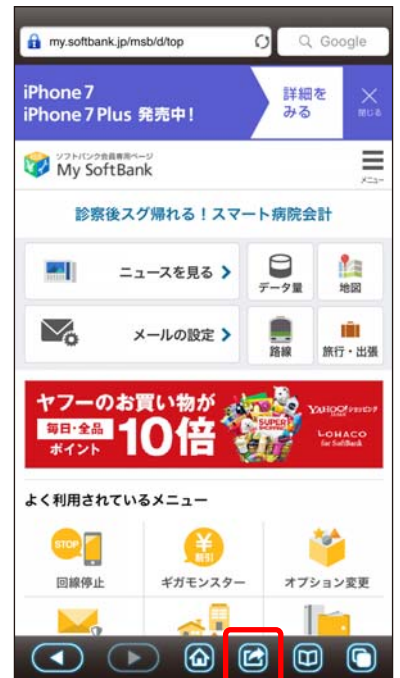 my.softbank.jp/msb/d/top
Google
iPhone 7
iPhone 7 Plus 発売中！
詳細を
みる
閉じる
ソフトバンク会員専用ページ
My SoftBank
メニュー
診察後スグ帰れる！スマート病院会計
ニュースを見る
データ量
地図
メールの設定
路線
旅行・出張
ヤフーのお買い物が
毎日・全品
ポイント
10倍
SUPER!
SHOPPING
YAHOO!ショッピング
JAPAN
LOHACO
for SoftBank
よく利用されているメニュー
STOP
割引
回線停止
ギガモンスター
オプション変更